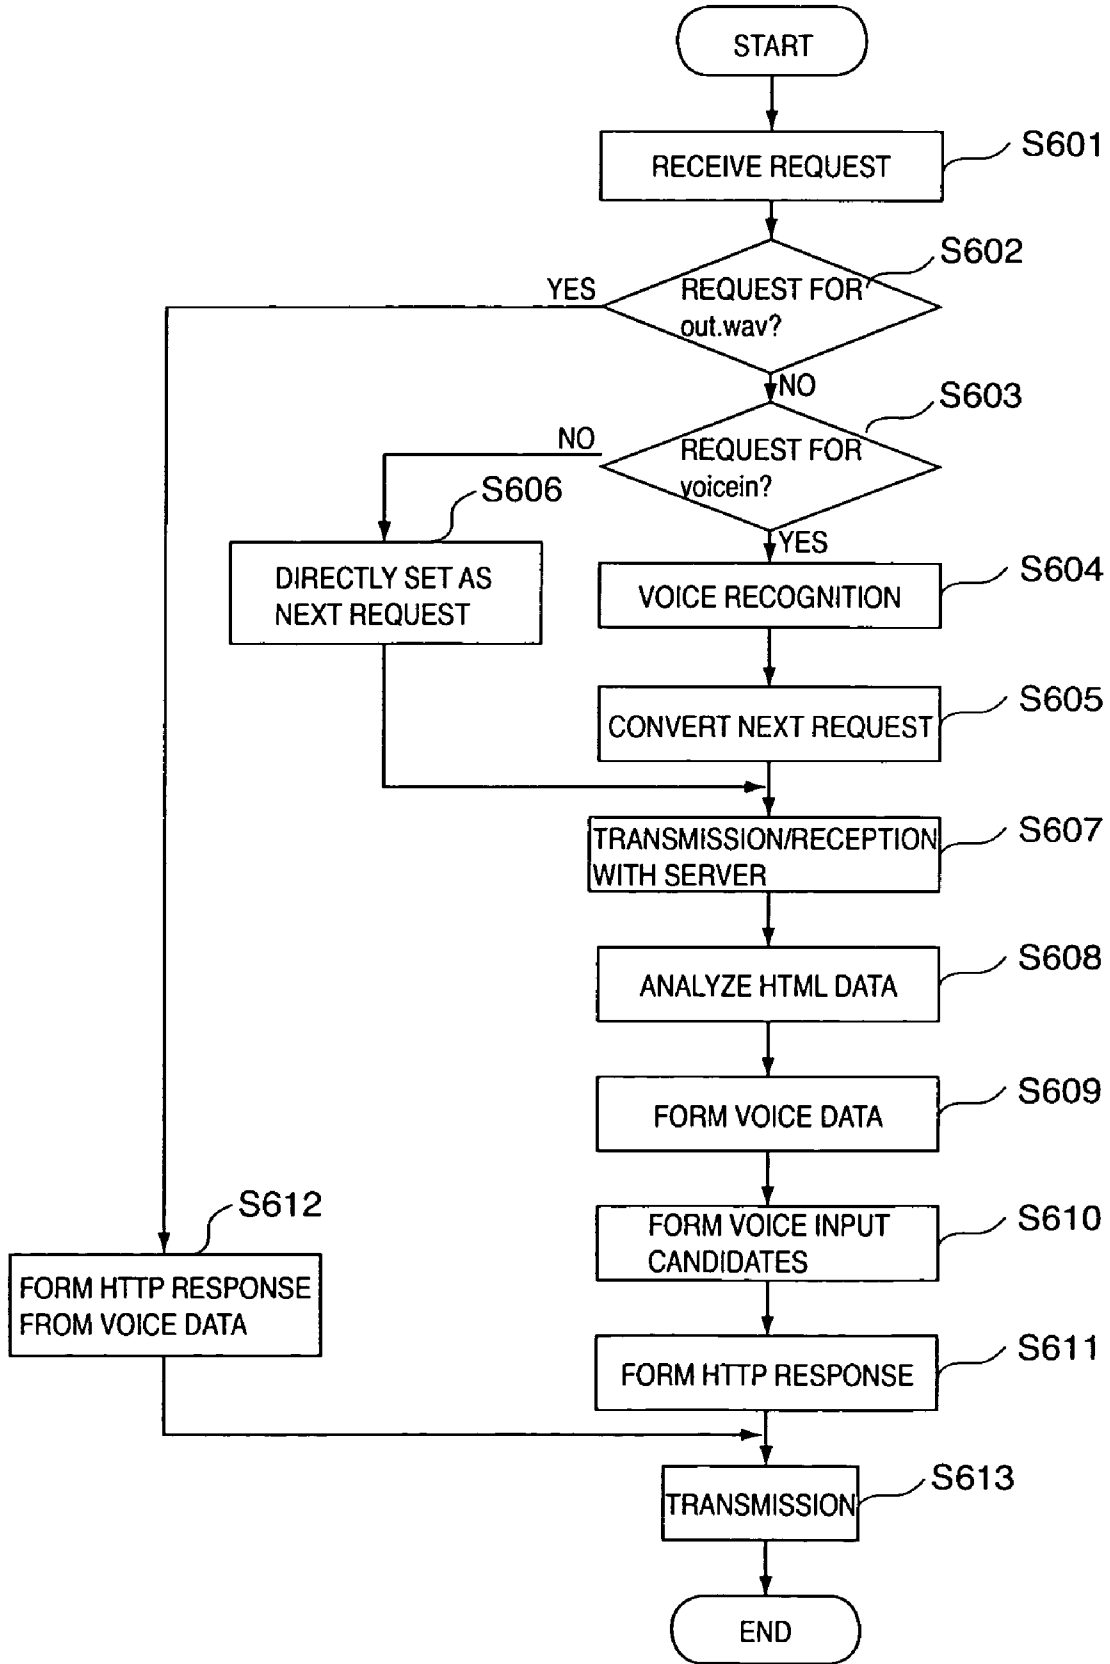 START
RECEIVE REQUEST
S601
S602
YES
REQUEST FOR
out.wav?
NO
S603
NO
REQUEST FOR
voicein?
S606
YES
DIRECTLY SET AS
NEXT REQUEST
S604
VOICE RECOGNITION
S605
CONVERT NEXT REQUEST
S607
TRANSMISSION/RECEPTION
WITH SERVER
S608
ANALYZE HTML DATA
S609
FORM VOICE DATA
S612
S610
FORM VOICE INPUT
CANDIDATES
FORM HTTP RESPONSE
FROM VOICE DATA
S611
FORM HTTP RESPONSE
S613
TRANSMISSION
END